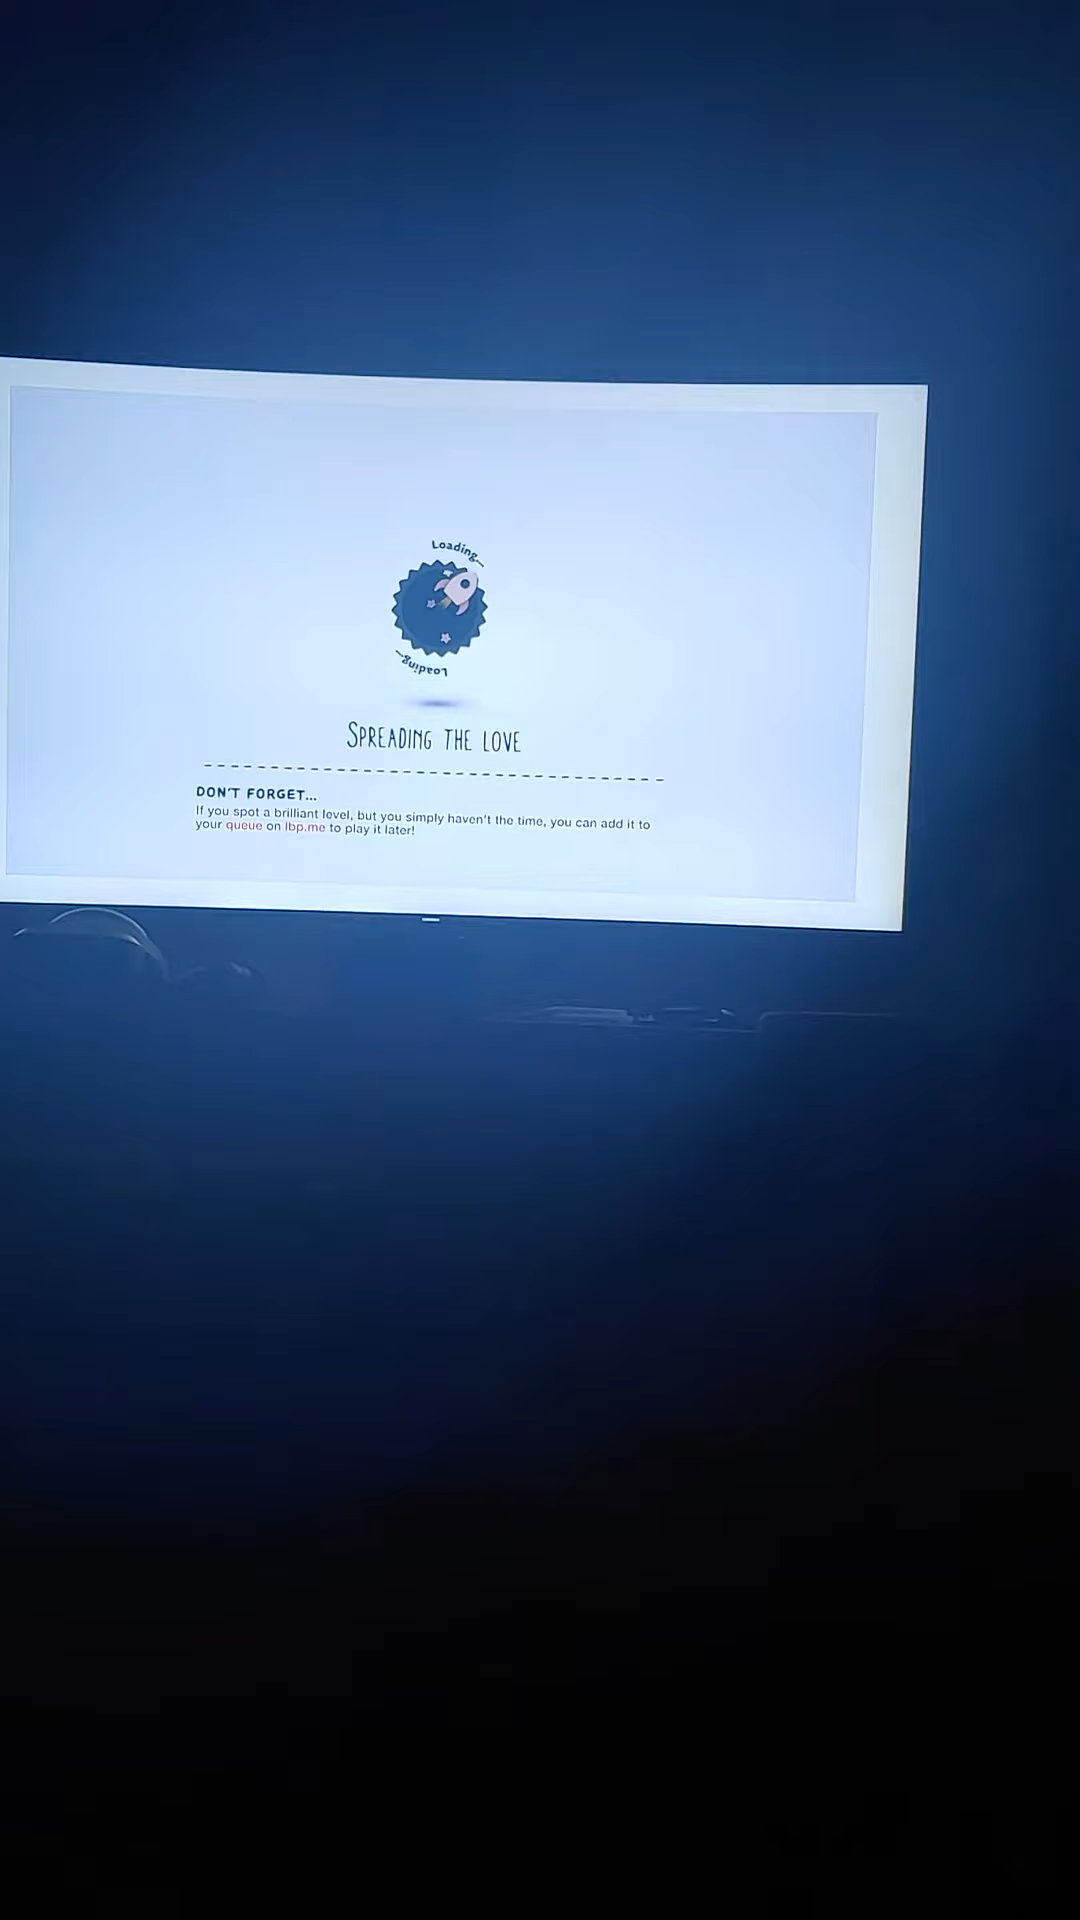 Loading...
Loading...
SPREADING THE LOVE
DON'T FORGET...
If you spot a brilliant level, but you simply haven't the time, you can add it to
your queue on lbp.me to play it later!